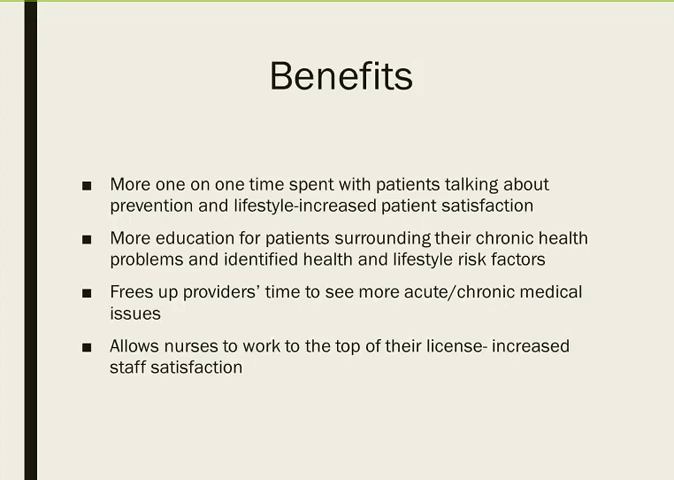 Benefits
■ More one on one time spent with patients talking about
prevention and lifestyle-increased patient satisfaction
■ More education for patients surrounding their chronic health
problems and identified health and lifestyle risk factors
■ Frees up providers’ time to see more acute/chronic medical
issues
■ Allows nurses to work to the top of their license- increased
staff satisfaction